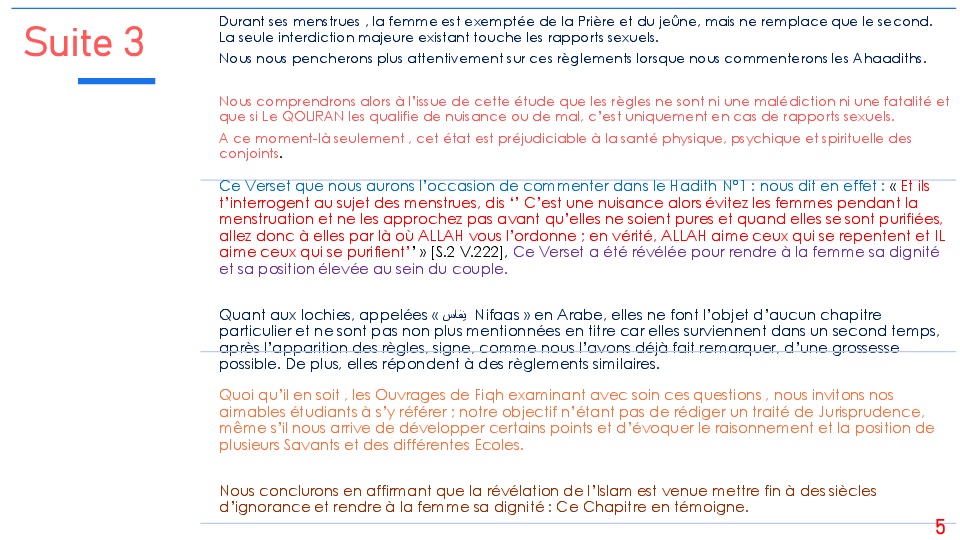 Suite 3
Durant ses menstrues , la femme est exemptée de la Prière et du jeûne, mais ne remplace que le second.
La seule interdiction majeure existant touche les rapports sexuels.
Nous nous pencherons plus attentivement sur ces règlements lorsque nous commenterons les Ahaadiths.
Nous comprendrons alors à l’issue de cette étude que les règles ne sont ni une malédiction ni une fatalité et
que si Le QOURAN les qualifie de nuisance ou de mal, c’est uniquement en cas de rapports sexuels.
A ce moment-là seulement , cet état est préjudiciable à la santé physique, psychique et spirituelle des
conjoints.
Ce Verset que nous aurons l’occasion de commenter dans le Hadith N°1 : nous dit en effet : « Et ils
t’interrogent au sujet des menstrues, dis ‘’ C’est une nuisance alors évitez les femmes pendant la
menstruation et ne les approchez pas avant qu’elles ne soient pures et quand elles se sont purifiées,
allez donc à elles par là où ALLAH vous l’ordonne ; en vérité, ALLAH aime ceux qui se repentent et IL
aime ceux qui se purifient’’ » [S.2 V.222], Ce Verset a été révélée pour rendre à la femme sa dignité
et sa position élevée au sein du couple.
Quant aux lochies, appelées « نِفَاس Nifaas » en Arabe, elles ne font l’objet d’aucun chapitre
particulier et ne sont pas non plus mentionnées en titre car elles surviennent dans un second temps,
après l’apparition des règles, signe, comme nous l’avons déjà fait remarquer, d’une grossesse
possible. De plus, elles répondent à des règlements similaires.
Quoi qu’il en soit , les Ouvrages de Fiqh examinant avec soin ces questions , nous invitons nos
aimables étudiants à s’y référer ; notre objectif n’étant pas de rédiger un traité de Jurisprudence,
même s’il nous arrive de développer certains points et d’évoquer le raisonnement et la position de
plusieurs Savants et des différentes Ecoles.
Nous conclurons en affirmant que la révélation de l’Islam est venue mettre fin à des siècles
d’ignorance et rendre à la femme sa dignité : Ce Chapitre en témoigne.
5